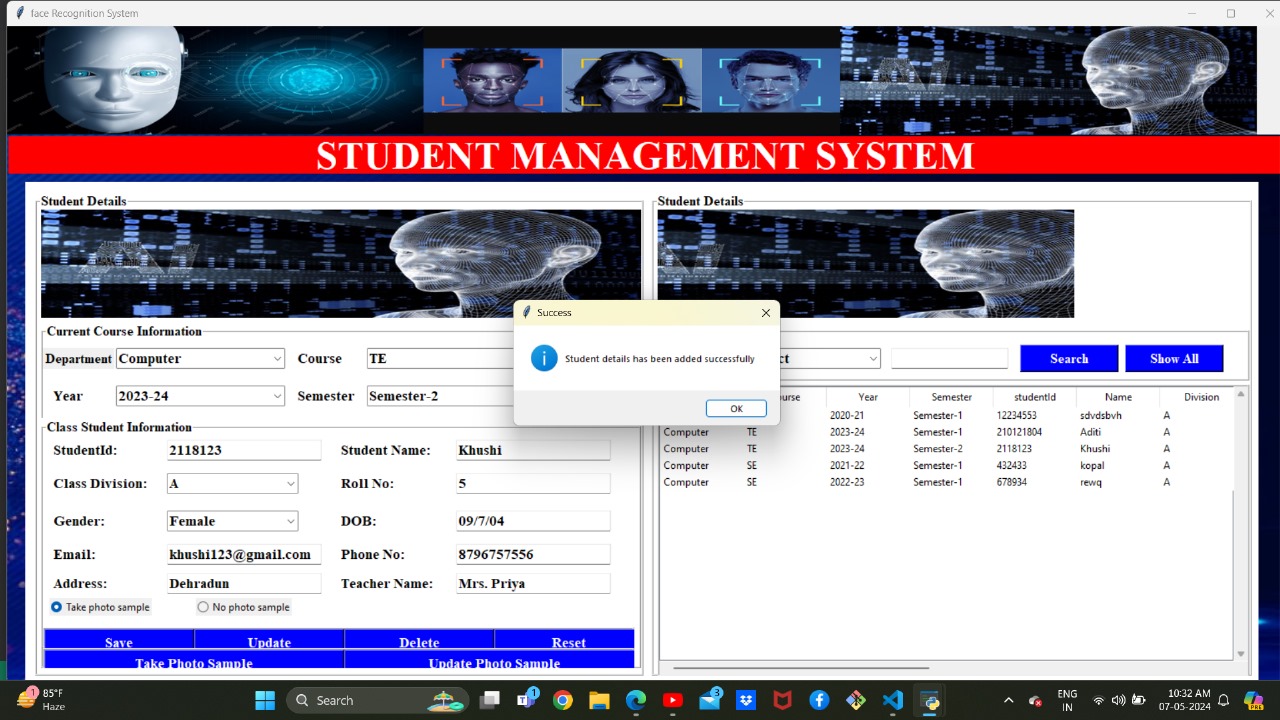 face Recognition System
STUDENT MANAGEMENT SYSTEM
Student Details
Current Course Information
Department Computer Course TE
Year 2023-24 Semester Semester-2
Class Student Information
StudentId: 2118123 Student Name: Khushi
Class Division: A Roll No: 5
Gender: Female DOB: 09/7/04
Email: khushi123@gmail.com Phone No: 8796757556
Address: Dehradun Teacher Name: Mrs. Priya
Take photo sample No photo sample
Save Update Delete Reset
Take Photo Sample Update Photo Sample
Success
Student details has been added successfully
OK
Student Details
ct Search Show All
urse Year Semester studentId Name Division
2020-21 Semester-1 12234553 sdvdsbvh A
Computer TE 2023-24 Semester-1 210121804 Aditi A
Computer TE 2023-24 Semester-2 2118123 Khushi A
Computer SE 2021-22 Semester-1 432433 kopal A
Computer SE 2022-23 Semester-1 678934 rewq A
1
85°F
Haze
Search
1
3
PRE
ENG
IN
10:32 AM
07-05-2024